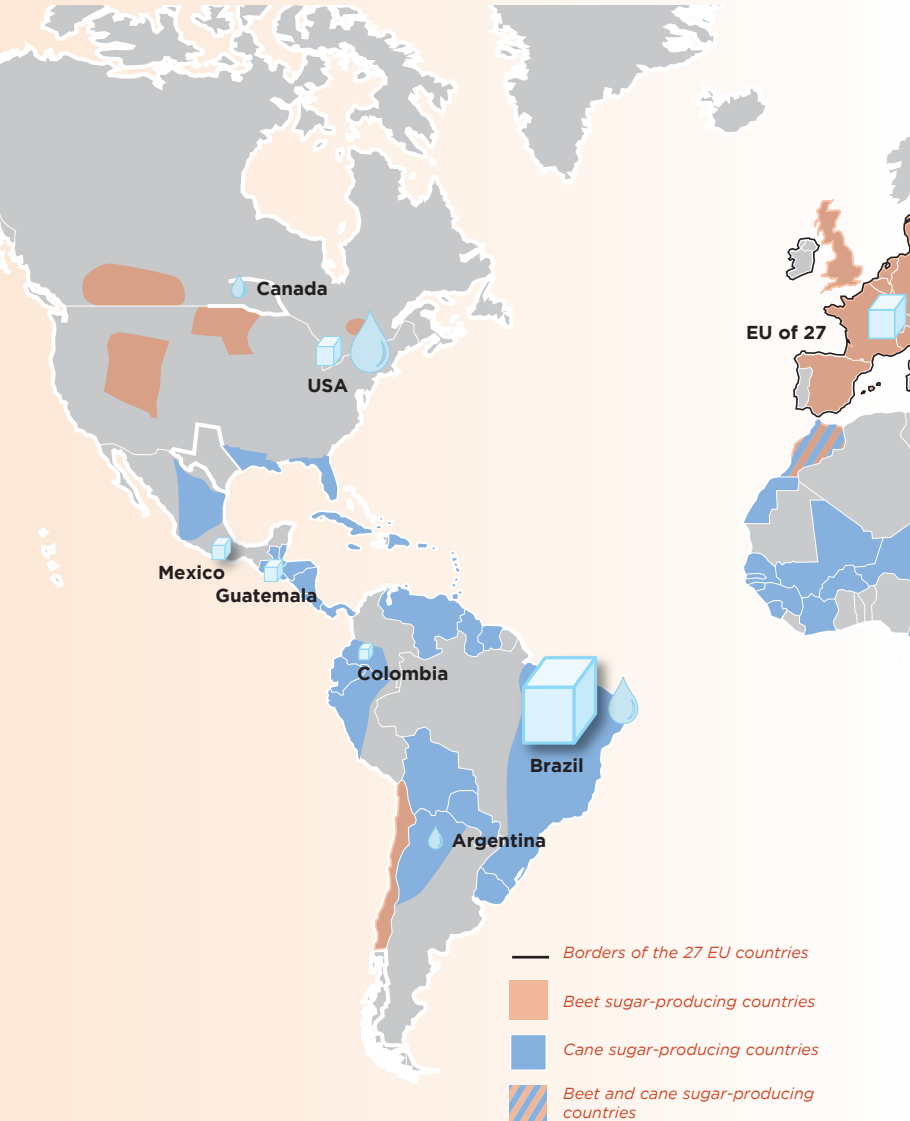 Canada
EU of 27
USA
Mexico
Guatemala
Colombia
Brazil
Argentina
Borders of the 27 EU countries
Beet sugar-producing countries
Cane sugar-producing countries
Beet and cane sugar-producing
countries